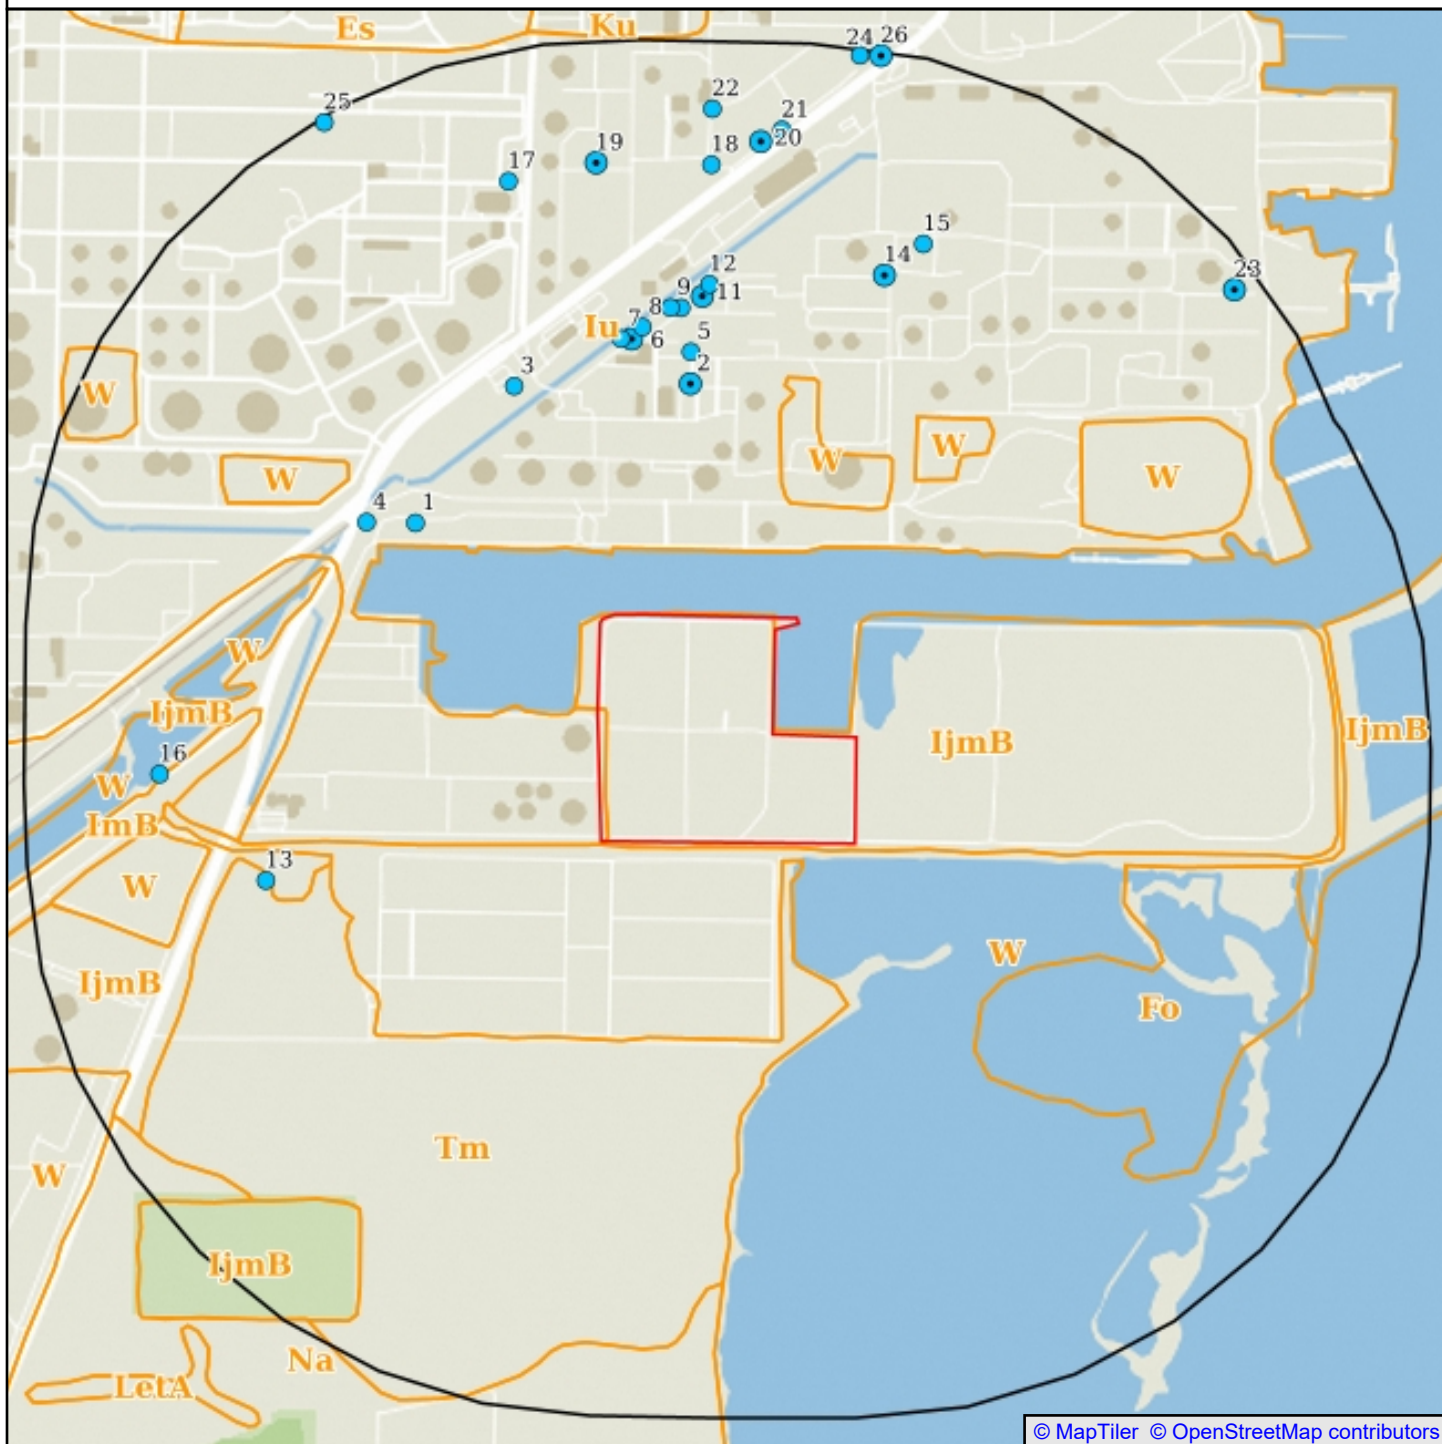 Es
Ku
24 26
25
22
21
20
19
18
17
15
14
12
23
9
11
8
7
Iu
6
5
3
2
W
W
W
W
W
4
1
W
IjmB
IjmB
IjmB
16
W
ImB
13
W
W
IjmB
Fo
Tm
W
IjmB
Na
LetA
© MapTiler © OpenStreetMap contributors